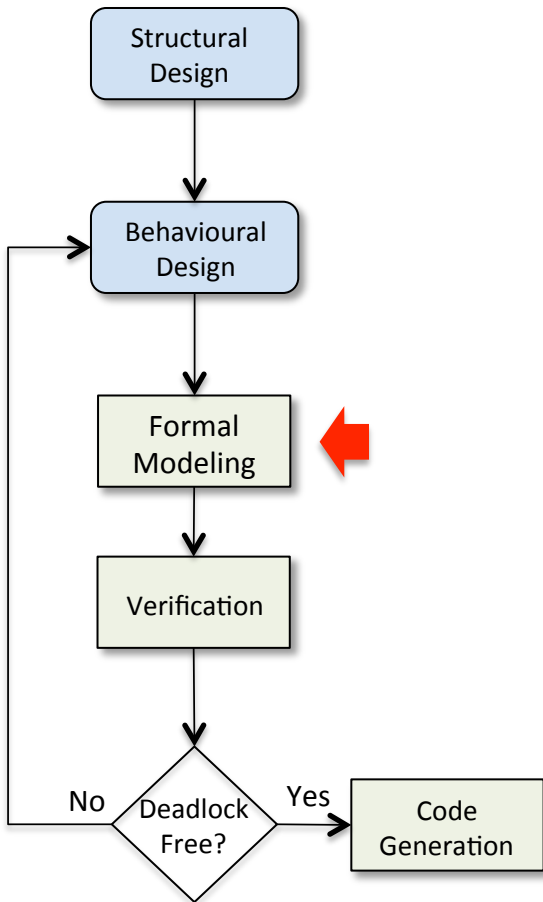 Structural
Design
Behavioural
Design
Formal
Modeling
Verification
No
Deadlock
Free?
Yes
Code
Generation